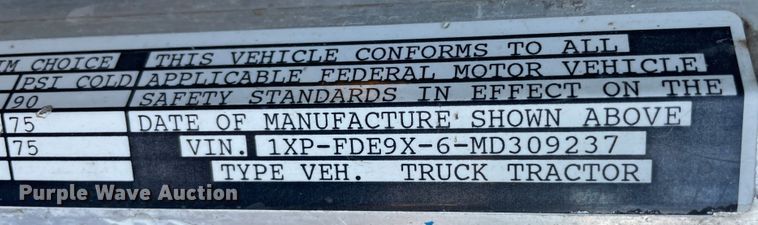 IM CHOICE THIS VEHICLE CONFORMS TO ALL
PSI COLD APPLICABLE FEDERAL MOTOR VEHICLE
90 SAFETY STANDARDS IN EFFECT ON THE
75 DATE OF MANUFACTURE SHOWN ABOVE
75 VIN. 1XP-FDE9X-6-MD309237
TYPE VEH. TRUCK TRACTOR
Purple Wave Auction